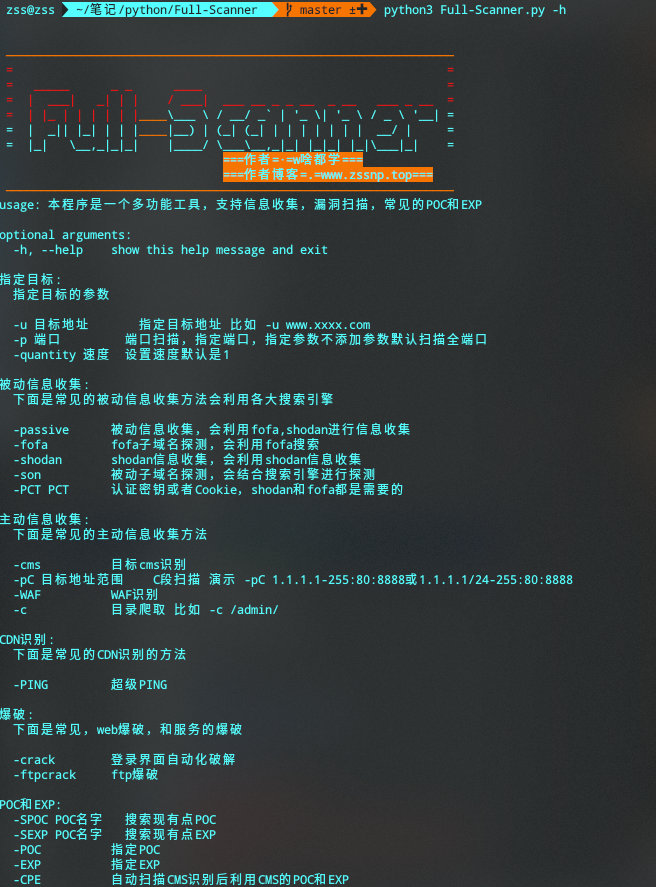 zss@zss ~/笔记/python/Full-Scanner master ±✚ python3 Full-Scanner.py -h
Full-Scanner
===作者=·=w啥都学===
===作者博客=.=www.zssnp.top===
usage: 本程序是一个多功能工具，支持信息收集，漏洞扫描，常见的POC和EXP
optional arguments:
-h, --help show this help message and exit
指定目标:
指定目标的参数
-u 目标地址 指定目标地址 比如 -u www.xxxx.com
-p 端口 端口扫描，指定端口，指定参数不添加参数默认扫描全端口
-quantity 速度 设置速度默认是1
被动信息收集:
下面是常见的被动信息收集方法会利用各大搜索引擎
-passive 被动信息收集，会利用fofa,shodan进行信息收集
-fofa fofa子域名探测，会利用fofa搜索
-shodan shodan信息收集，会利用shodan信息收集
-son 被动子域名探测，会结合搜索引擎进行探测
-PCT PCT 认证密钥或者Cookie，shodan和fofa都是需要的
主动信息收集:
下面是常见的主动信息收集方法
-cms 目标cms识别
-pC 目标地址范围 C段扫描 演示 -pC 1.1.1.1-255:80:8888或1.1.1.1/24-255:80:8888
-WAF WAF识别
-c 目录爬取 比如 -c /admin/
CDN识别:
下面是常见的CDN识别的方法
-PING 超级PING
爆破:
下面是常见，web爆破，和服务的爆破
-crack 登录界面自动化破解
-ftpcrack ftp爆破
POC和EXP:
-SPOC POC名字 搜索现有点POC
-SEXP POC名字 搜索现有点EXP
-POC 指定POC
-EXP 指定EXP
-CPE 自动扫描CMS识别后利用CMS的POC和EXP